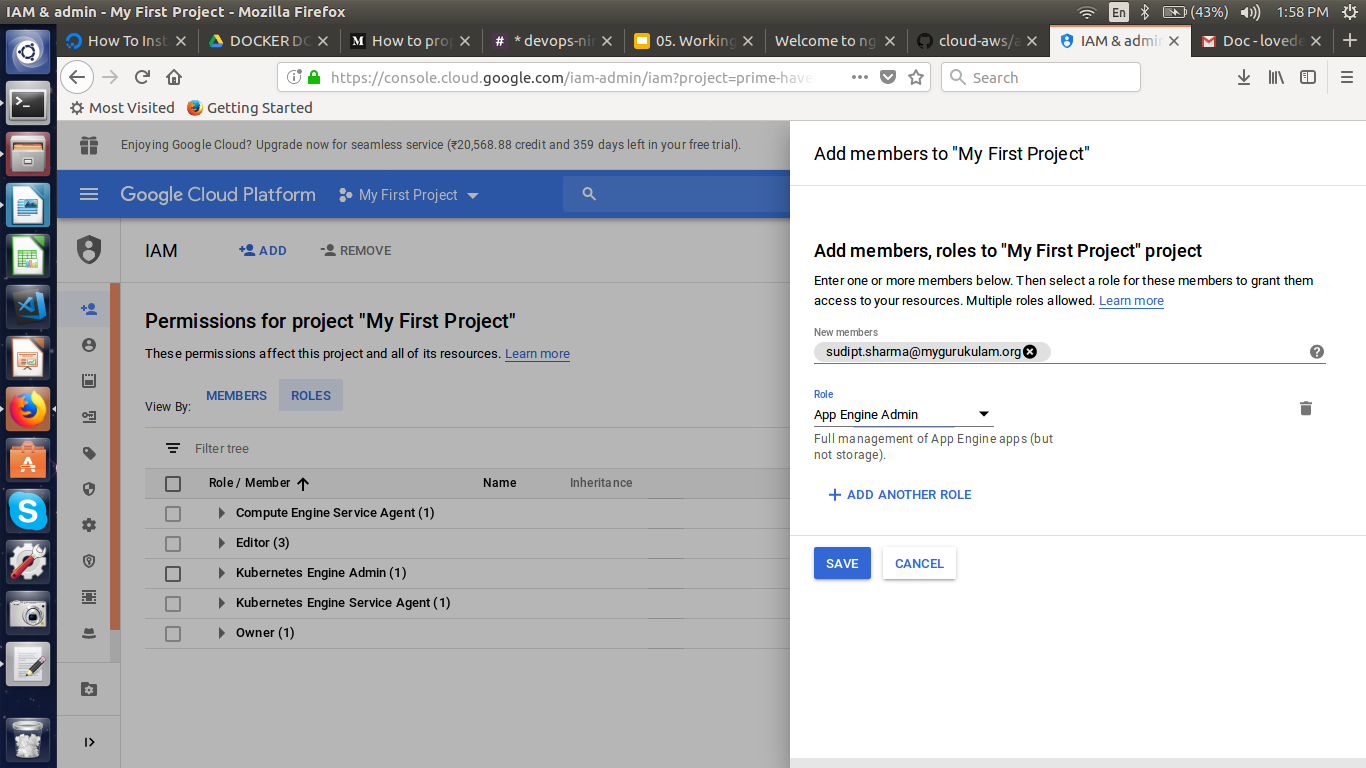 IAM & admin - My First Project - Mozilla Firefox
En (43%) 1:58 PM
How To Inst DOCKER DO How to prop * devops-nin 05. Working Welcome to ng cloud-aws/a IAM & admin Doc - lovede
https://console.cloud.google.com/iam-admin/iam?project=prime-have Search
Most Visited Getting Started
Enjoying Google Cloud? Upgrade now for seamless service (₹20,568.88 credit and 359 days left in your free trial).
Google Cloud Platform My First Project
IAM ADD REMOVE
Permissions for project "My First Project"
These permissions affect this project and all of its resources. Learn more
View By: MEMBERS ROLES
Filter tree
Role / Member Name Inheritance
Compute Engine Service Agent (1)
Editor (3)
Kubernetes Engine Admin (1)
Kubernetes Engine Service Agent (1)
Owner (1)
Add members to "My First Project"
Add members, roles to "My First Project" project
Enter one or more members below. Then select a role for these members to grant them
access to your resources. Multiple roles allowed. Learn more
New members
sudipt.sharma@mygurukulam.org
Role
App Engine Admin
Full management of App Engine apps (but
not storage).
ADD ANOTHER ROLE
SAVE CANCEL